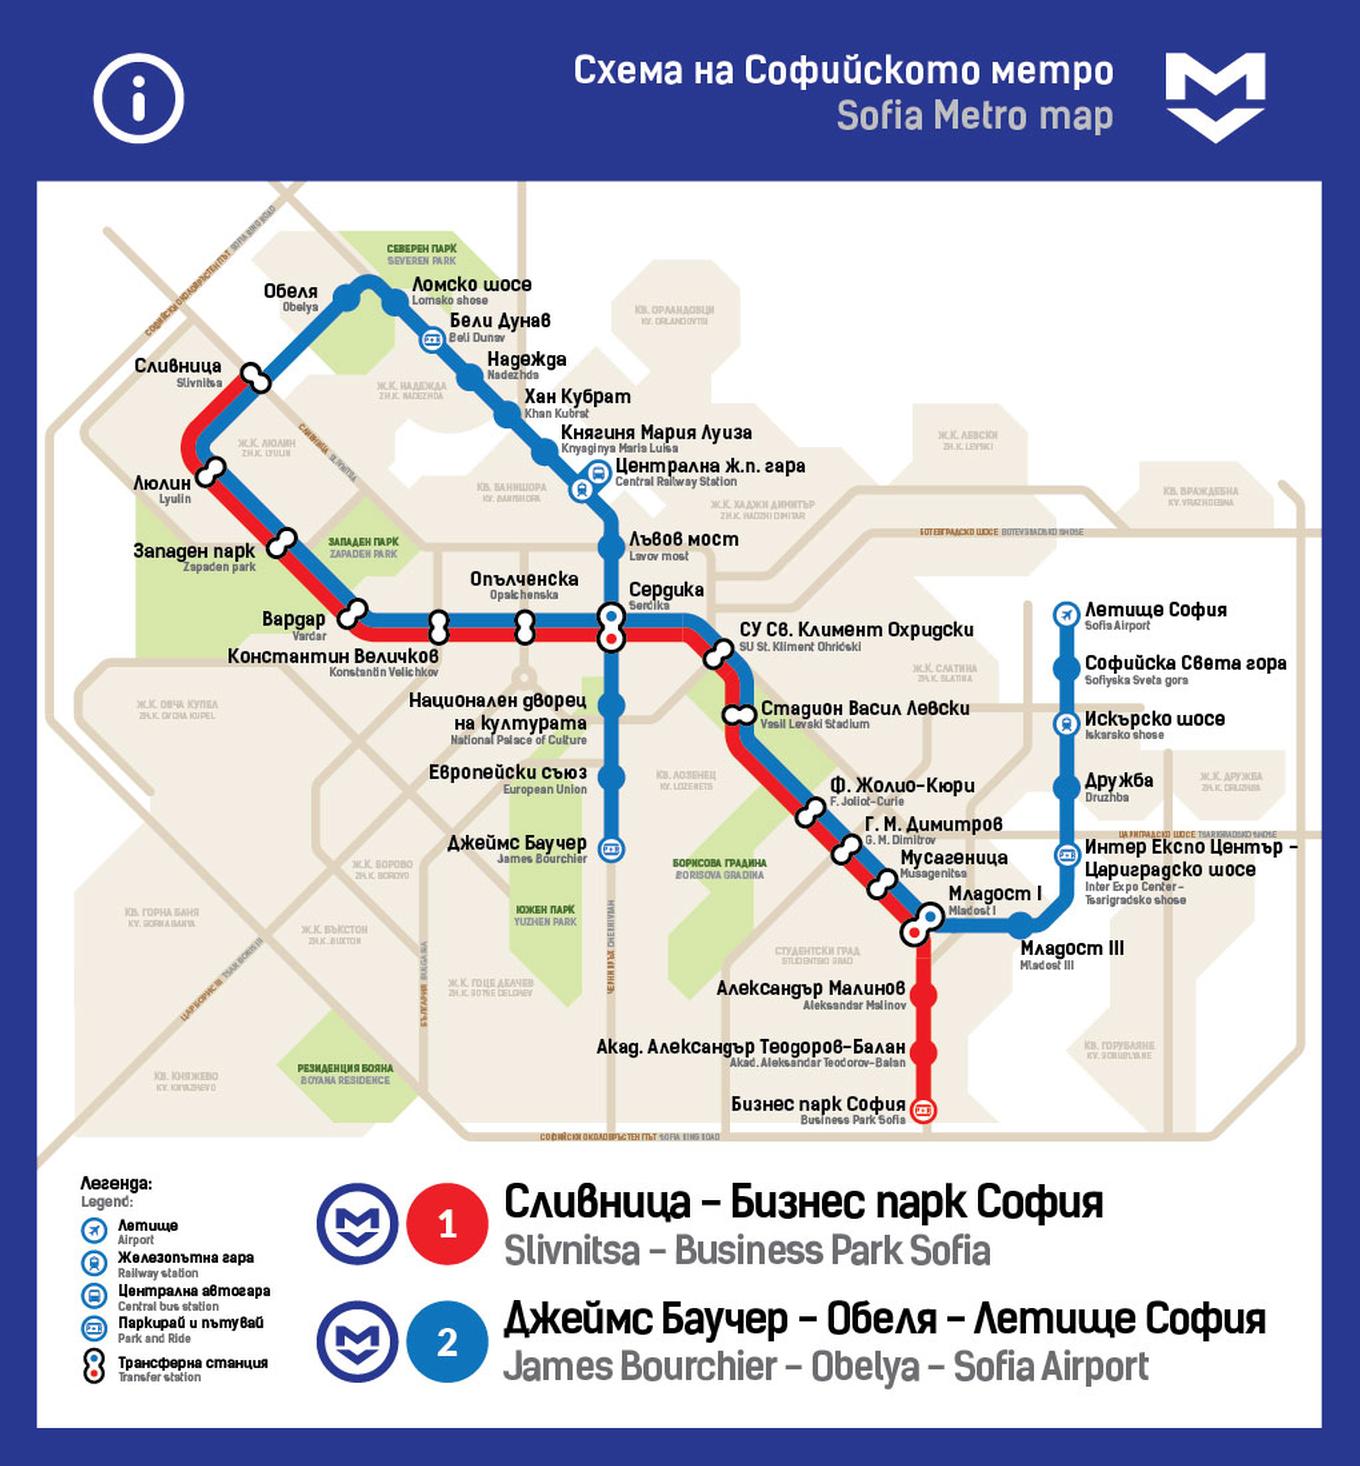 Схема на Софийското метро
Sofia Metro map
СОФИЙСКИ ОКОЛОВРЪСТЕН ПЪТ SOFIA RING ROAD
СЕВЕРЕН ПАРК
SEVEREN PARK
Обеля
Obelya
Ломско шосе
Lomsko shose
Бели Дунав
Beli Dunav
КВ. ОРЛАНДОВЦИ
KV. ORLANDOVTSI
Надежда
Nadezhda
Сливница
Slivnitsa
Ж.К. НАДЕЖДА
ZH.K. NADEZHDA
Хан Кубрат
Khan Kubrat
Княгиня Мария Луиза
Knyaginya Maria Luisa
СЛИВНИЦА SLIVNITSA
Ж.К. ЛЮЛИН
ZH.K. LYULIN
Ж.К. ЛЕВСКИ
ZH.K. LEVSKI
Централна ж.п. гара
Central Railway Station
Люлин
Lyulin
КВ. БАНИШОРА
KV. BANISHORA
Ж.К. ХАДЖИ ДИМИТЪР
ZH.K. HADZHI DIMITAR
КВ. ВРАЖДЕБНА
KV. VRAZHDEBNA
БОТЕВГРАДСКО ШОСЕ BOTEVGRADSKO SHOSE
Западен парк
Zapaden park
ЗАПАДЕН ПАРК
ZAPADEN PARK
Лъвов мост
Lavov most
Опълченска
Opalchenska
Сердика
Serdika
Вардар
Vardar
СУ Св. Климент Охридски
SU St. Kliment Ohridski
Летище София
Sofia Airport
Константин Величков
Konstantin Velichkov
Ж.К. СЛАТИНА
ZH.K. SLATINA
Софийска Света гора
Sofiyska Sveta gora
Ж.К. ОВЧА КУПЕЛ
ZH.K. OVCHA KUPEL
Национален дворец
на културата
National Palace of Culture
Стадион Васил Левски
Vasil Levski Stadium
Искърско шосе
Iskarsko shose
Европейски съюз
European Union
КВ. ЛОЗЕНЕЦ
KV. LOZENETS
Ф. Жолио-Кюри
F. Joliot-Curie
Дружба
Druzhba
Ж.К. ДРУЖБА
ZH.K. DRUZHBA
Г. М. Димитров
G. M. Dimitrov
ЦАРИГРАДСКО ШОСЕ TSARIGRADSKO SHOSE
Джеймс Баучер
James Bourchier
Мусагеница
Musagenitsa
Интер Експо Център –
Цариградско шосе
Inter Expo Center –
Tsarigradsko shose
Ж.К. БОРОВО
ZH.K. BOROVO
БОРИСОВА ГРАДИНА
BORISOVA GRADINA
Младост I
Mladost I
КВ. ГОРНА БАНЯ
KV. GORNA BANYA
ЮЖЕН ПАРК
YUZHEN PARK
Ж.К. БЪКСТОН
ZH.K. BUXTON
Младост III
Mladost III
СТУДЕНТСКИ ГРАД
STUDENTSKI GRAD
ЦАР БОРИС III TSAR BORIS III
БЪЛГАРИЯ BULGARIA
ЧЕРНИ ВРЪХ CHERNI VRAH
Ж.К. ГОЦЕ ДЕЛЧЕВ
ZH.K. GOTSE DELCHEV
Александър Малинов
Aleksandar Malinov
Акад. Александър Теодоров-Балан
Akad. Aleksandar Teodorov-Balan
КВ. ГОРУБЛЯНЕ
KV. GORUBLYANE
РЕЗИДЕНЦИЯ БОЯНА
BOYANA RESIDENCE
КВ. КНЯЖЕВО
KV. KNYAZHEVO
Бизнес парк София
Business Park Sofia
СОФИЙСКИ ОКОЛОВРЪСТЕН ПЪТ SOFIA RING ROAD
Легенда:
Legend:
Летище
Airport
Железопътна гара
Railway station
Централна автогара
Central bus station
Паркирай и пътувай
Park and Ride
Трансферна станция
Transfer station
1
Сливница – Бизнес парк София
Slivnitsa – Business Park Sofia
2
Джеймс Баучер – Обеля – Летище София
James Bourchier – Obelya – Sofia Airport